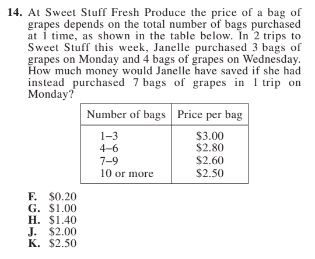 14. At Sweet Stuff Fresh Produce the price of a bag of
grapes depends on the total number of bags purchased
at 1 time, as shown in the table below. In 2 trips to
Sweet Stuff this week, Janelle purchased 3 bags of
grapes on Monday and 4 bags of grapes on Wednesday.
How much money would Janelle have saved if she had
instead purchased 7 bags of grapes in 1 trip on
Monday?
Number of bags Price per bag
1–3 $3.00
4–6 $2.80
7–9 $2.60
10 or more $2.50
F. $0.20
G. $1.00
H. $1.40
J. $2.00
K. $2.50